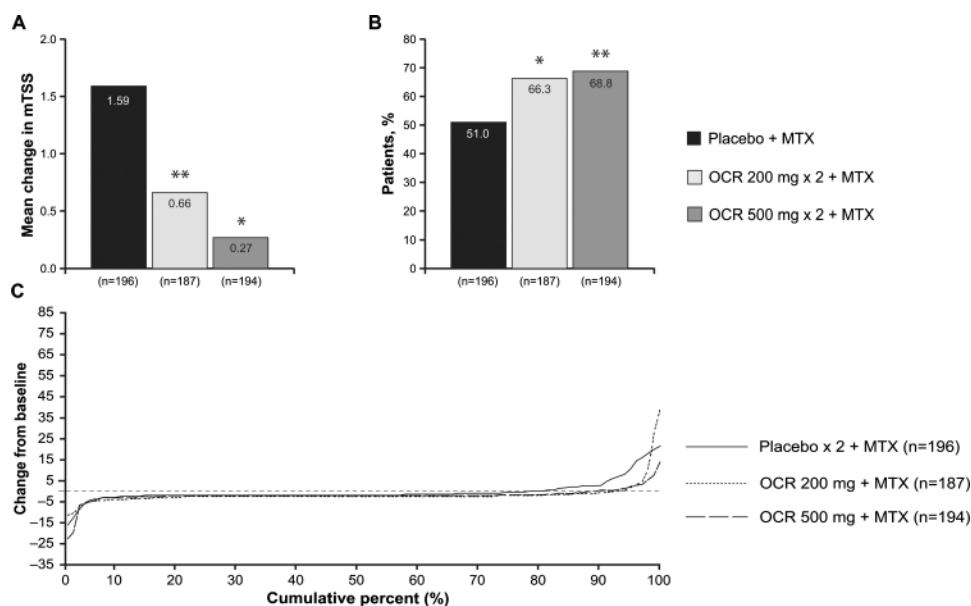 A
Mean change in mTSS
2.0
1.5
1.0
0.5
0.0
1.59
**
0.66
*
0.27
(n=196) (n=187) (n=194)
B
Patients, %
80
70
60
50
40
30
20
10
0
51.0
*
66.3
**
68.8
(n=196) (n=187) (n=194)
Placebo + MTX
OCR 200 mg x 2 + MTX
OCR 500 mg x 2 + MTX
C
Change from baseline
85
75
65
55
45
35
25
15
5
−5
−15
−25
−35
0 10 20 30 40 50 60 70 80 90 100
Cumulative percent (%)
Placebo x 2 + MTX (n=196)
OCR 200 mg + MTX (n=187)
OCR 500 mg + MTX (n=194)